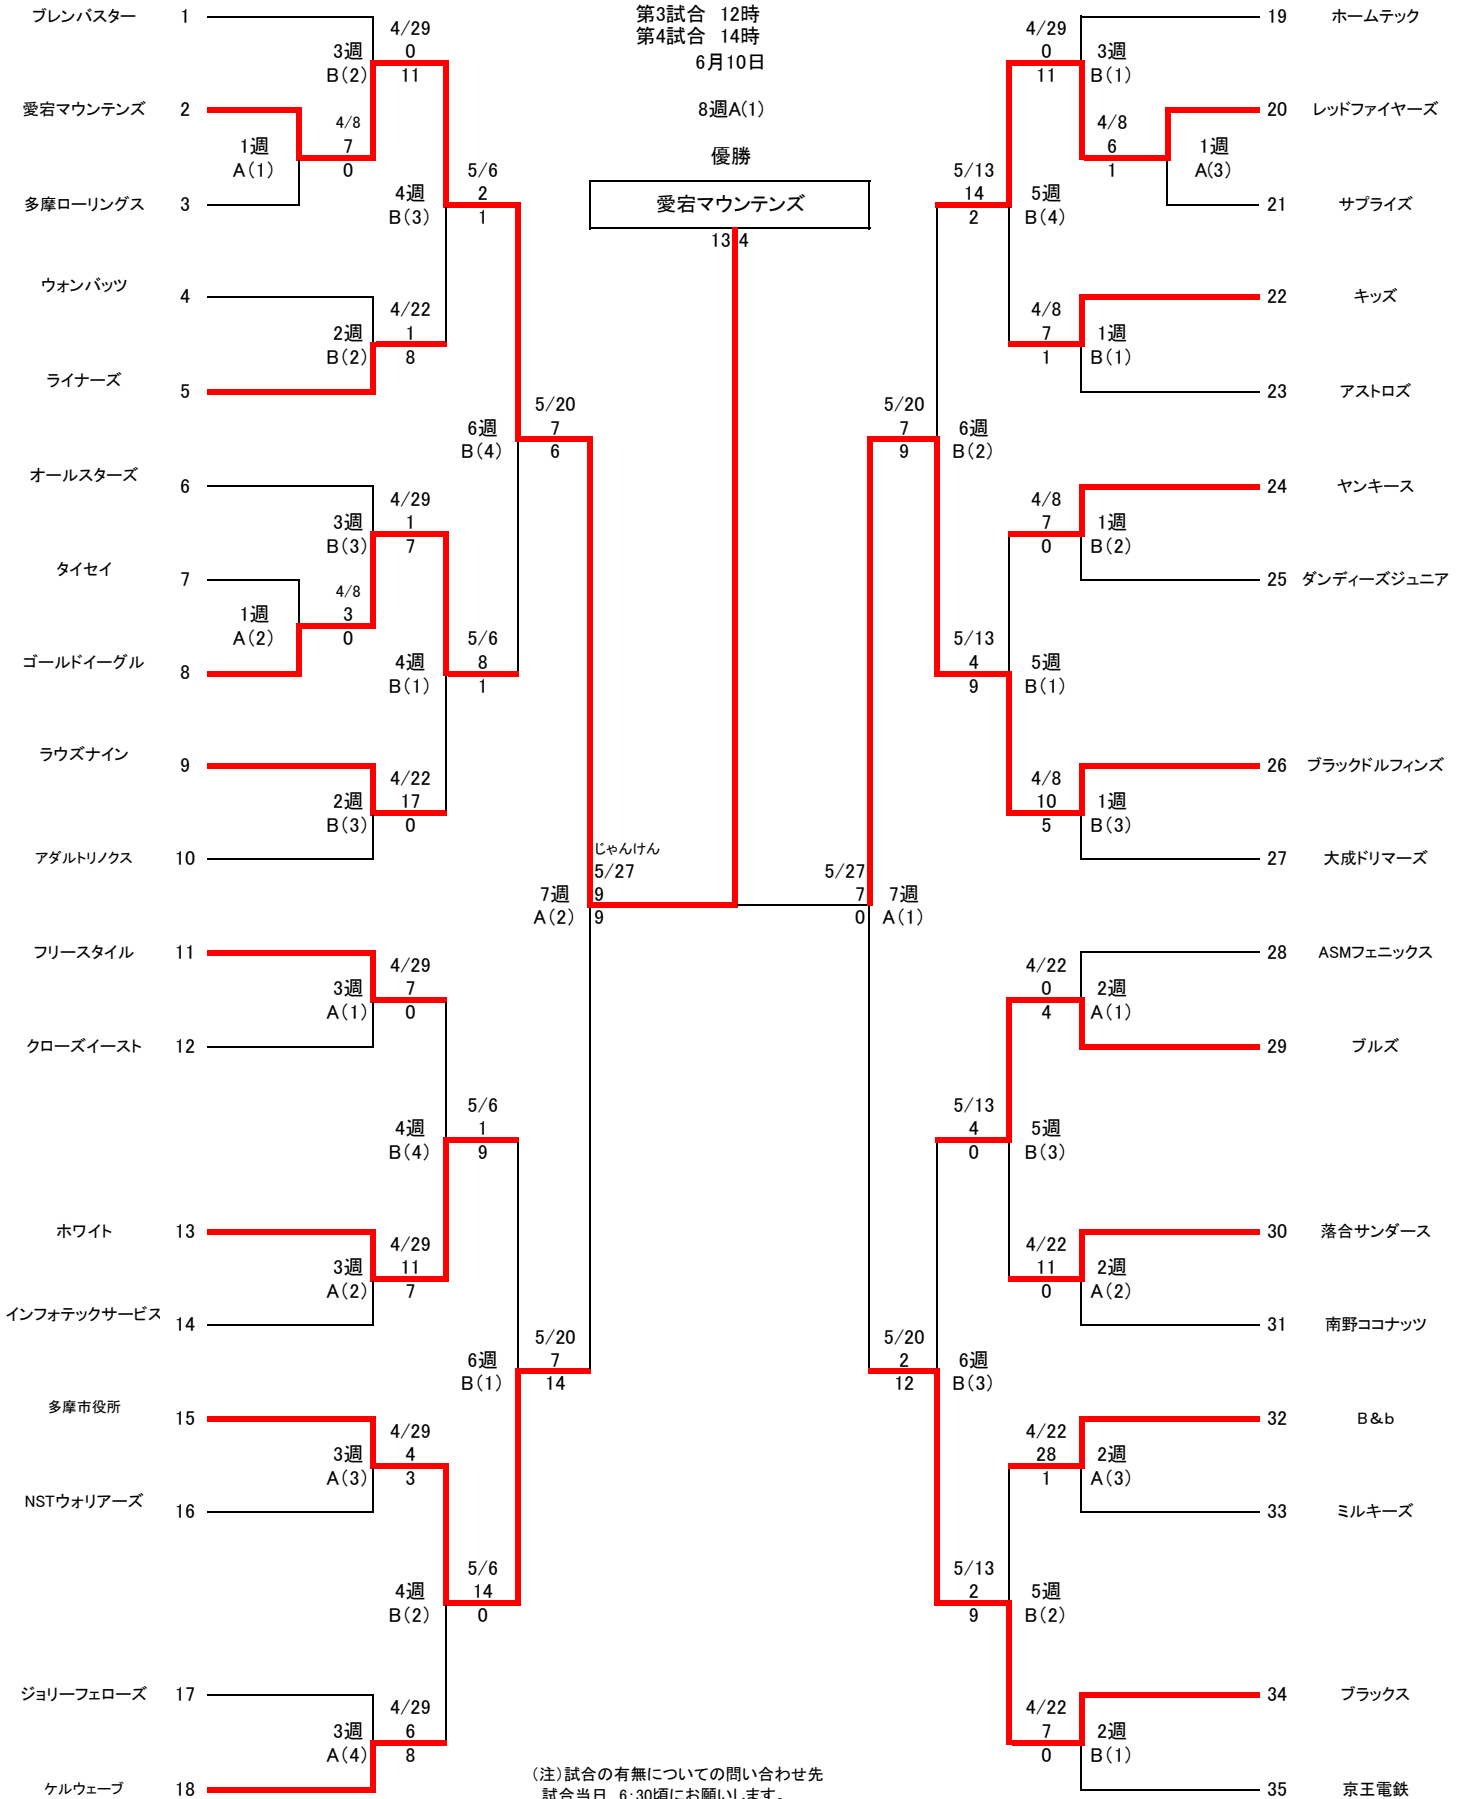 第3試合 12時
第4試合 14時
6月10日
8週A(1)
優勝
愛宕マウンテンズ
13 4
ブレンバスター 1
4/29
3週 0
B(2) 11
愛宕マウンテンズ 2
4/8
1週 7
A(1) 0
多摩ローリングス 3
5/6
4週 2
B(3) 1
ウォンバッツ 4
4/22
2週 1
B(2) 8
ライナーズ 5
5/20
6週 7
B(4) 6
オールスターズ 6
4/29
3週 1
B(3) 7
タイセイ 7
4/8
1週 3
A(2) 0
ゴールドイーグル 8
5/6
4週 8
B(1) 1
ラウズナイン 9
4/22
2週 17
B(3) 0
アダルトリノクス 10
じゃんけん
5/27
7週 9
A(2) 9
フリースタイル 11
4/29
3週 7
A(1) 0
クローズイースト 12
5/6
4週 1
B(4) 9
ホワイト 13
4/29
3週 11
A(2) 7
インフォテックサービス 14
5/20
6週 7
B(1) 14
多摩市役所 15
4/29
3週 4
A(3) 3
NSTウォリアーズ 16
5/6
4週 14
B(2) 0
ジョリーフェローズ 17
4/29
3週 6
A(4) 8
ケルウェーブ 18
19 ホームテック
4/29
0 3週
11 B(1)
20 レッドファイヤーズ
4/8
6 1週
1 A(3)
21 サプライズ
5/13
14 5週
2 B(4)
22 キッズ
4/8
7 1週
1 B(1)
23 アストロズ
5/20
7 6週
9 B(2)
24 ヤンキース
4/8
7 1週
0 B(2)
25 ダンディーズジュニア
5/13
4 5週
9 B(1)
26 ブラックドルフィンズ
4/8
10 1週
5 B(3)
27 大成ドリマーズ
5/27
7 7週
0 A(1)
28 ASMフェニックス
4/22
0 2週
4 A(1)
29 ブルズ
5/13
4 5週
0 B(3)
30 落合サンダース
4/22
11 2週
0 A(2)
31 南野ココナッツ
5/20
2 6週
12 B(3)
32 B&b
4/22
28 2週
1 A(3)
33 ミルキーズ
5/13
2 5週
9 B(2)
34 ブラックス
4/22
7 2週
0 B(1)
35 京王電鉄
(注)試合の有無についての問い合わせ先
試合当日 6:30頃にお願いします。